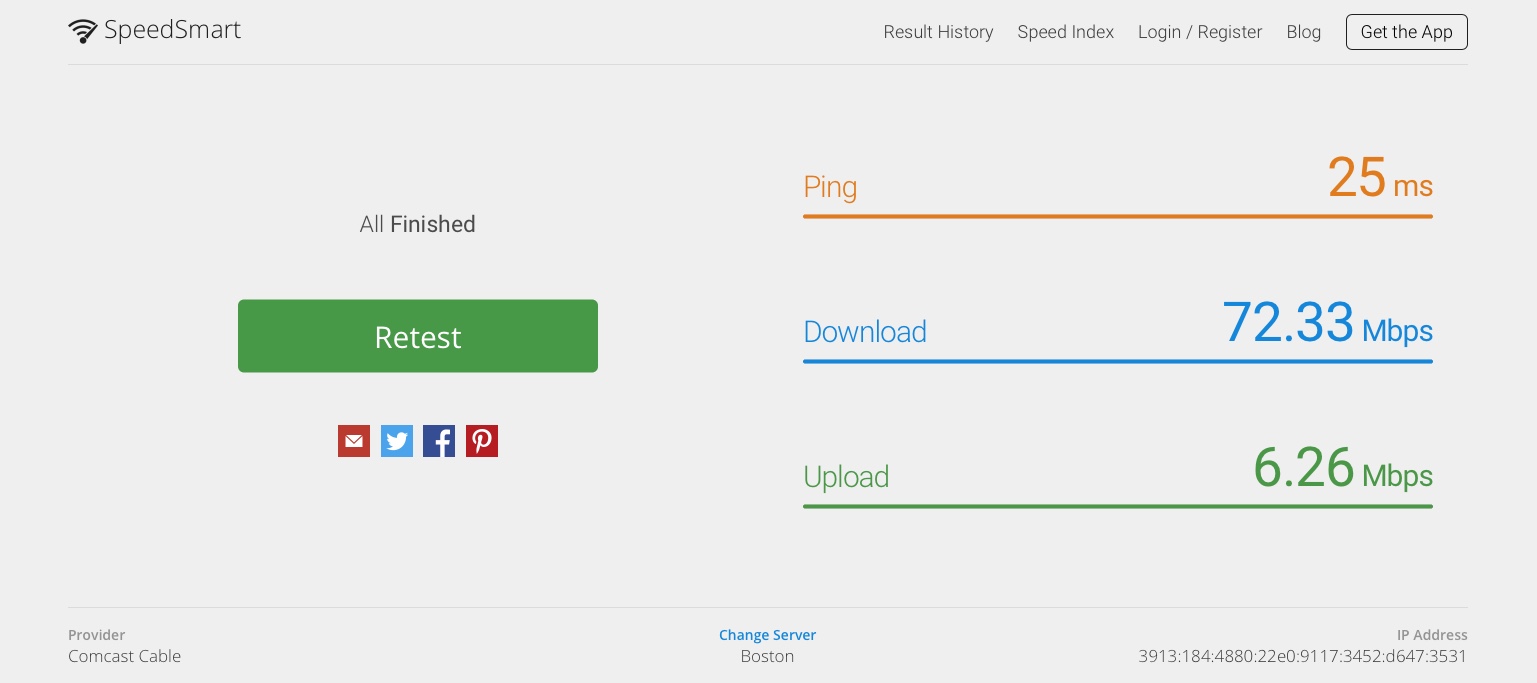 SpeedSmart
Result History
Speed Index
Login / Register
Blog
Get the App
All Finished
Retest
Ping
25 ms
Download
72.33 Mbps
Upload
6.26 Mbps
Provider
Comcast Cable
Change Server
Boston
IP Address
3913:184:4880:22e0:9117:3452:d647:3531